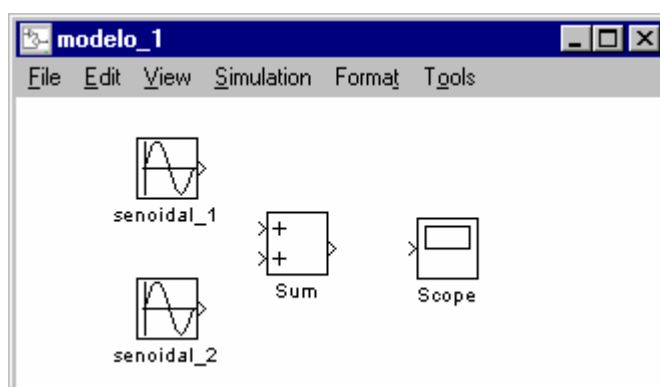 modelo_1
File Edit View Simulation Format Tools
senoidal_1
+
+
Sum
Scope
senoidal_2